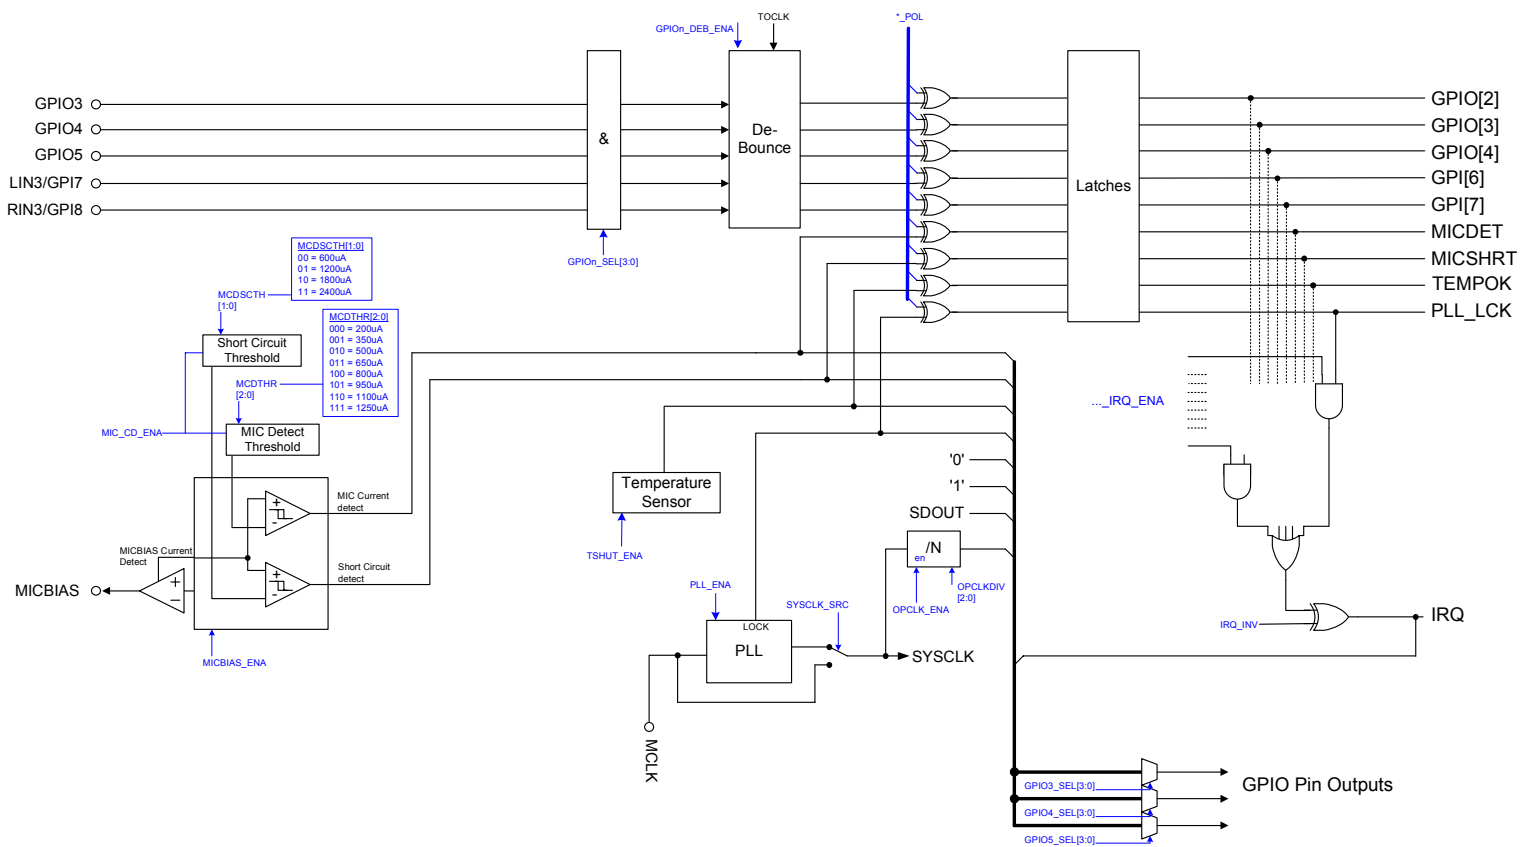 GPIOn_DEB_ENA
TOCLK
*_POL
GPIO3
GPIO4
GPIO5
LIN3/GPI7
RIN3/GPI8
&
De-
Bounce
Latches
GPIO[2]
GPIO[3]
GPIO[4]
GPI[6]
GPI[7]
MICDET
MICSHRT
TEMPOK
PLL_LCK
GPIOn_SEL[3:0]
MCDSCTH[1:0]
00 = 600uA
01 = 1200uA
10 = 1800uA
11 = 2400uA
MCDSCTH
[1:0]
MCDTHR[2:0]
000 = 200uA
001 = 350uA
010 = 500uA
011 = 650uA
100 = 800uA
101 = 950uA
110 = 1100uA
111 = 1250uA
Short Circuit
Threshold
MCDTHR
[2:0]
MIC_CD_ENA
MIC Detect
Threshold
..._IRQ_ENA
'0'
'1'
SDOUT
Temperature
Sensor
TSHUT_ENA
MIC Current
detect
+
-
MICBIAS Current
Detect
Short Circuit
detect
+
-
+
−
MICBIAS
MICBIAS_ENA
/N
en
OPCLK_ENA
OPCLKDIV
[2:0]
PLL_ENA
SYSCLK_SRC
LOCK
PLL
SYSCLK
MCLK
IRQ_INV
IRQ
GPIO3_SEL[3:0]
GPIO4_SEL[3:0]
GPIO5_SEL[3:0]
GPIO Pin Outputs